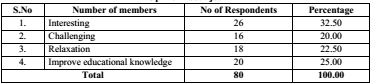 S.No Number of members No of Respondents Percentage
1. Interesting 26 32.50
2. Challenging 16 20.00
3. Relaxation 18 22.50
4. Improve educational knowledge 20 25.00
Total 80 100.00